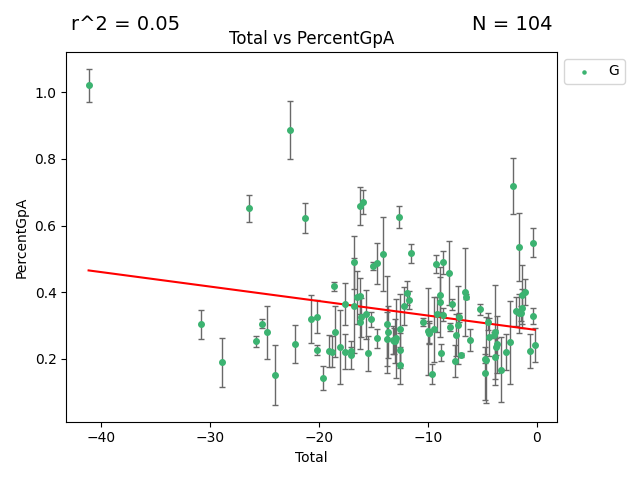 r^2 = 0.05
N = 104
Total vs PercentGpA
G
PercentGpA
1.0
0.8
0.6
0.4
0.2
−40
−30
−20
−10
0
Total